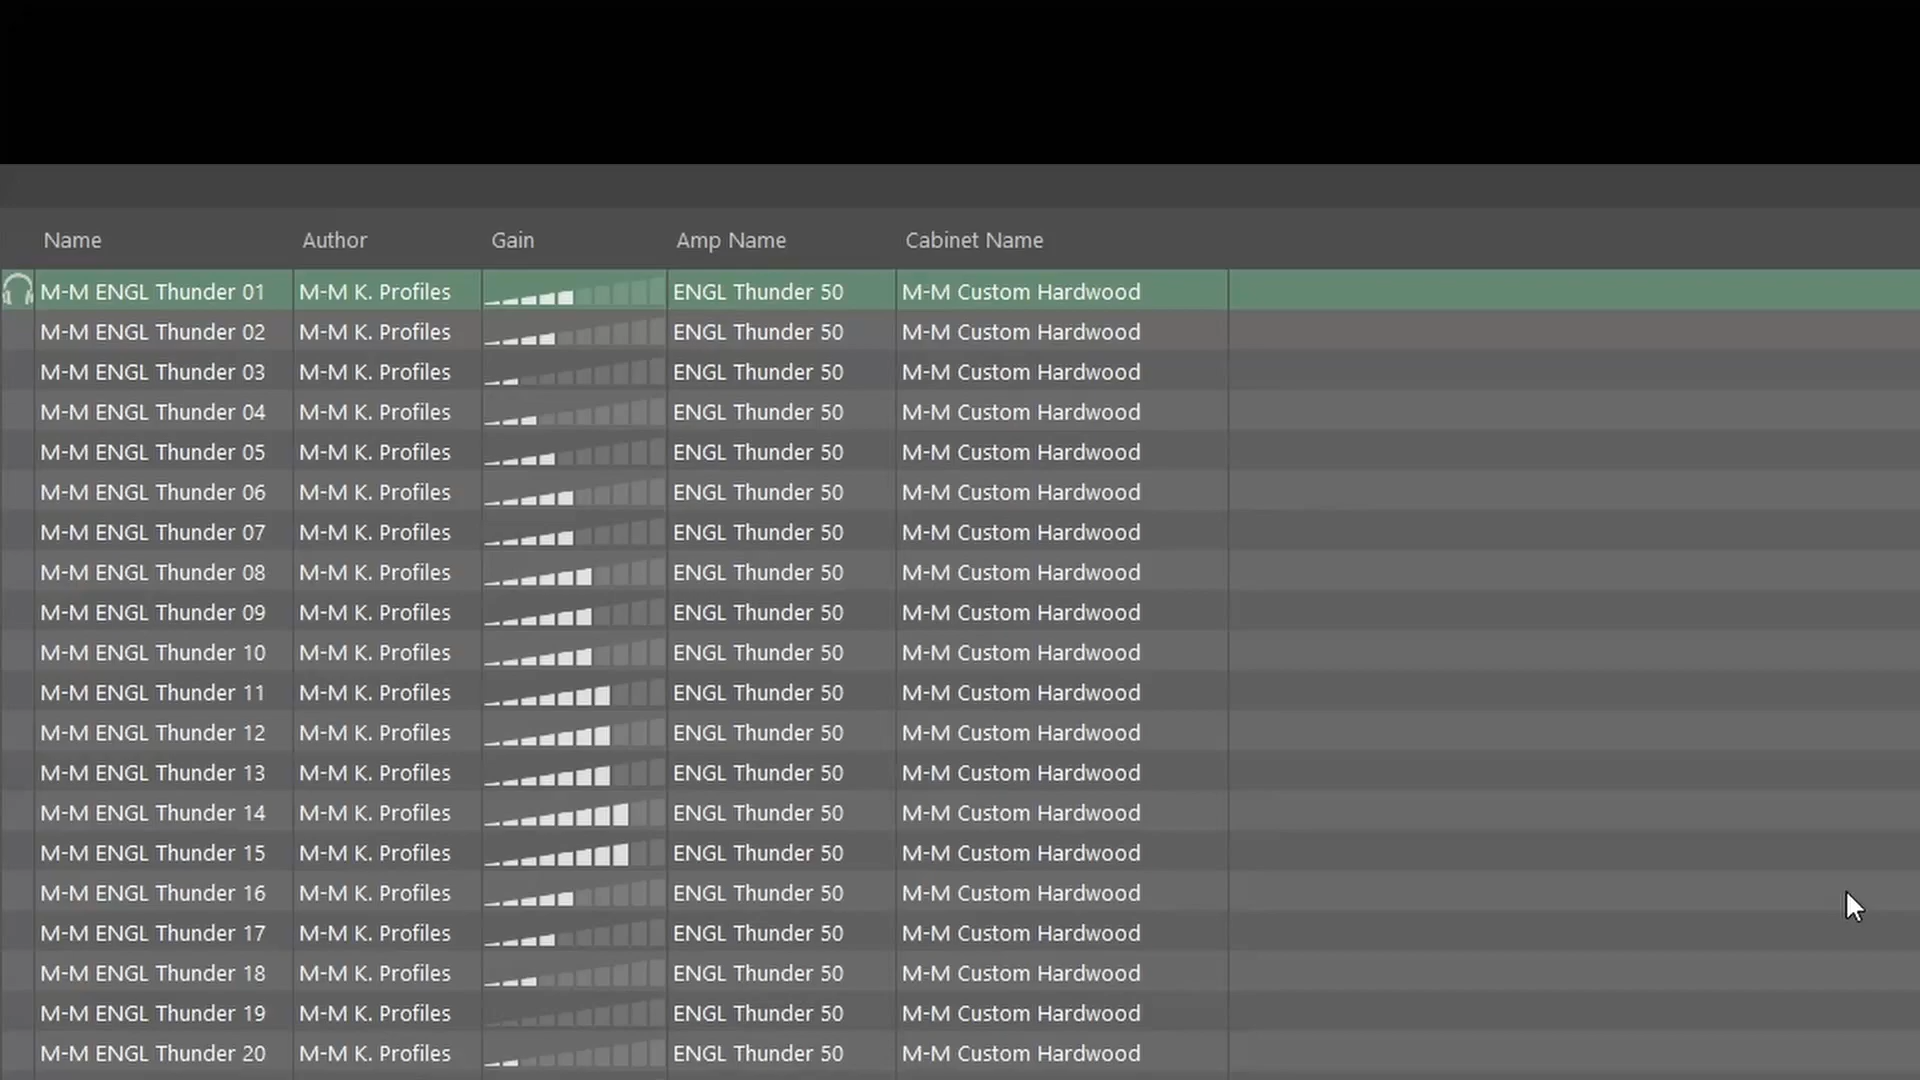 Name Author Gain Amp Name Cabinet Name
M-M ENGL Thunder 01 M-M K. Profiles ENGL Thunder 50 M-M Custom Hardwood
M-M ENGL Thunder 02 M-M K. Profiles ENGL Thunder 50 M-M Custom Hardwood
M-M ENGL Thunder 03 M-M K. Profiles ENGL Thunder 50 M-M Custom Hardwood
M-M ENGL Thunder 04 M-M K. Profiles ENGL Thunder 50 M-M Custom Hardwood
M-M ENGL Thunder 05 M-M K. Profiles ENGL Thunder 50 M-M Custom Hardwood
M-M ENGL Thunder 06 M-M K. Profiles ENGL Thunder 50 M-M Custom Hardwood
M-M ENGL Thunder 07 M-M K. Profiles ENGL Thunder 50 M-M Custom Hardwood
M-M ENGL Thunder 08 M-M K. Profiles ENGL Thunder 50 M-M Custom Hardwood
M-M ENGL Thunder 09 M-M K. Profiles ENGL Thunder 50 M-M Custom Hardwood
M-M ENGL Thunder 10 M-M K. Profiles ENGL Thunder 50 M-M Custom Hardwood
M-M ENGL Thunder 11 M-M K. Profiles ENGL Thunder 50 M-M Custom Hardwood
M-M ENGL Thunder 12 M-M K. Profiles ENGL Thunder 50 M-M Custom Hardwood
M-M ENGL Thunder 13 M-M K. Profiles ENGL Thunder 50 M-M Custom Hardwood
M-M ENGL Thunder 14 M-M K. Profiles ENGL Thunder 50 M-M Custom Hardwood
M-M ENGL Thunder 15 M-M K. Profiles ENGL Thunder 50 M-M Custom Hardwood
M-M ENGL Thunder 16 M-M K. Profiles ENGL Thunder 50 M-M Custom Hardwood
M-M ENGL Thunder 17 M-M K. Profiles ENGL Thunder 50 M-M Custom Hardwood
M-M ENGL Thunder 18 M-M K. Profiles ENGL Thunder 50 M-M Custom Hardwood
M-M ENGL Thunder 19 M-M K. Profiles ENGL Thunder 50 M-M Custom Hardwood
M-M ENGL Thunder 20 M-M K. Profiles ENGL Thunder 50 M-M Custom Hardwood